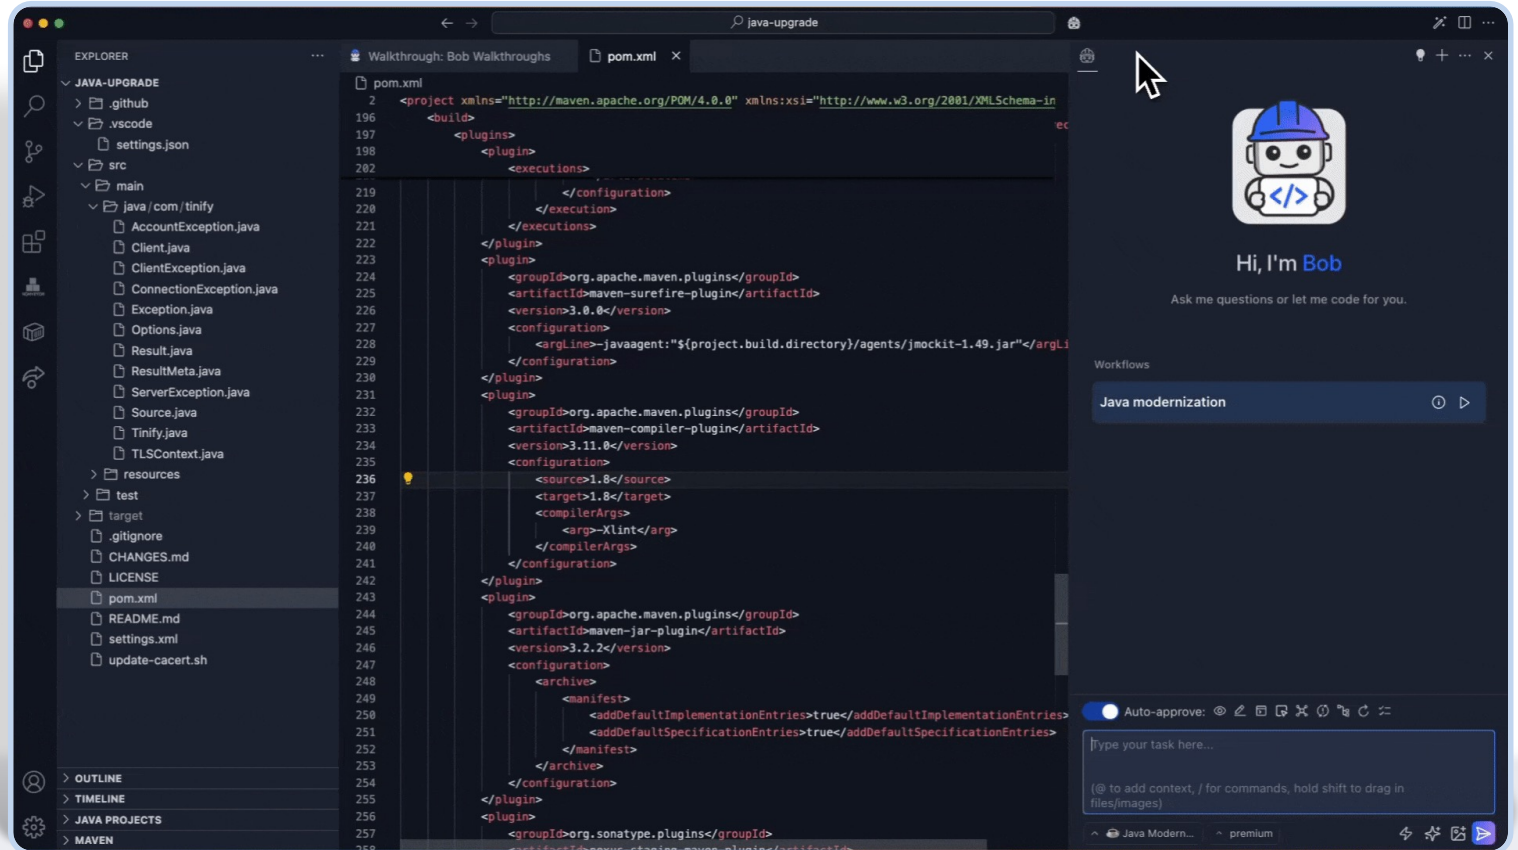 java-upgrade
EXPLORER
JAVA-UPGRADE
.github
.vscode
settings.json
src
main
java/com/tinify
AccountException.java
Client.java
ClientException.java
ConnectionException.java
Exception.java
Options.java
Result.java
ResultMeta.java
ServerException.java
Source.java
Tinify.java
TLSContext.java
resources
test
target
.gitignore
CHANGES.md
LICENSE
pom.xml
README.md
settings.xml
update-cacert.sh
OUTLINE
TIMELINE
JAVA PROJECTS
MAVEN
Walkthrough: Bob Walkthroughs
pom.xml
pom.xml
2 <project xmlns="http://maven.apache.org/POM/4.0.0" xmlns:xsi="http://www.w3.org/2001/XMLSchema-in
196 <build>
197 <plugins>
198 <plugin>
202 <executions>
219 </configuration>
220 </execution>
221 </executions>
222 </plugin>
223 <plugin>
224 <groupId>org.apache.maven.plugins</groupId>
225 <artifactId>maven-surefire-plugin</artifactId>
226 <version>3.0.0</version>
227 <configuration>
228 <argLine>-javaagent:"${project.build.directory}/agents/jmockit-1.49.jar"</argLi
229 </configuration>
230 </plugin>
231 <plugin>
232 <groupId>org.apache.maven.plugins</groupId>
233 <artifactId>maven-compiler-plugin</artifactId>
234 <version>3.11.0</version>
235 <configuration>
236 <source>1.8</source>
237 <target>1.8</target>
238 <compilerArgs>
239 <arg>-Xlint</arg>
240 </compilerArgs>
241 </configuration>
242 </plugin>
243 <plugin>
244 <groupId>org.apache.maven.plugins</groupId>
245 <artifactId>maven-jar-plugin</artifactId>
246 <version>3.2.2</version>
247 <configuration>
248 <archive>
249 <manifest>
250 <addDefaultImplementationEntries>true</addDefaultImplementationEntries>
251 <addDefaultSpecificationEntries>true</addDefaultSpecificationEntries>
252 </manifest>
253 </archive>
254 </configuration>
255 </plugin>
256 <plugin>
257 <groupId>org.sonatype.plugins</groupId>
</>
Hi, I'm Bob
Ask me questions or let me code for you.
Workflows
Java modernization
Auto-approve:
Type your task here...
(@ to add context, / for commands, hold shift to drag in
files/images)
Java Modern...
premium